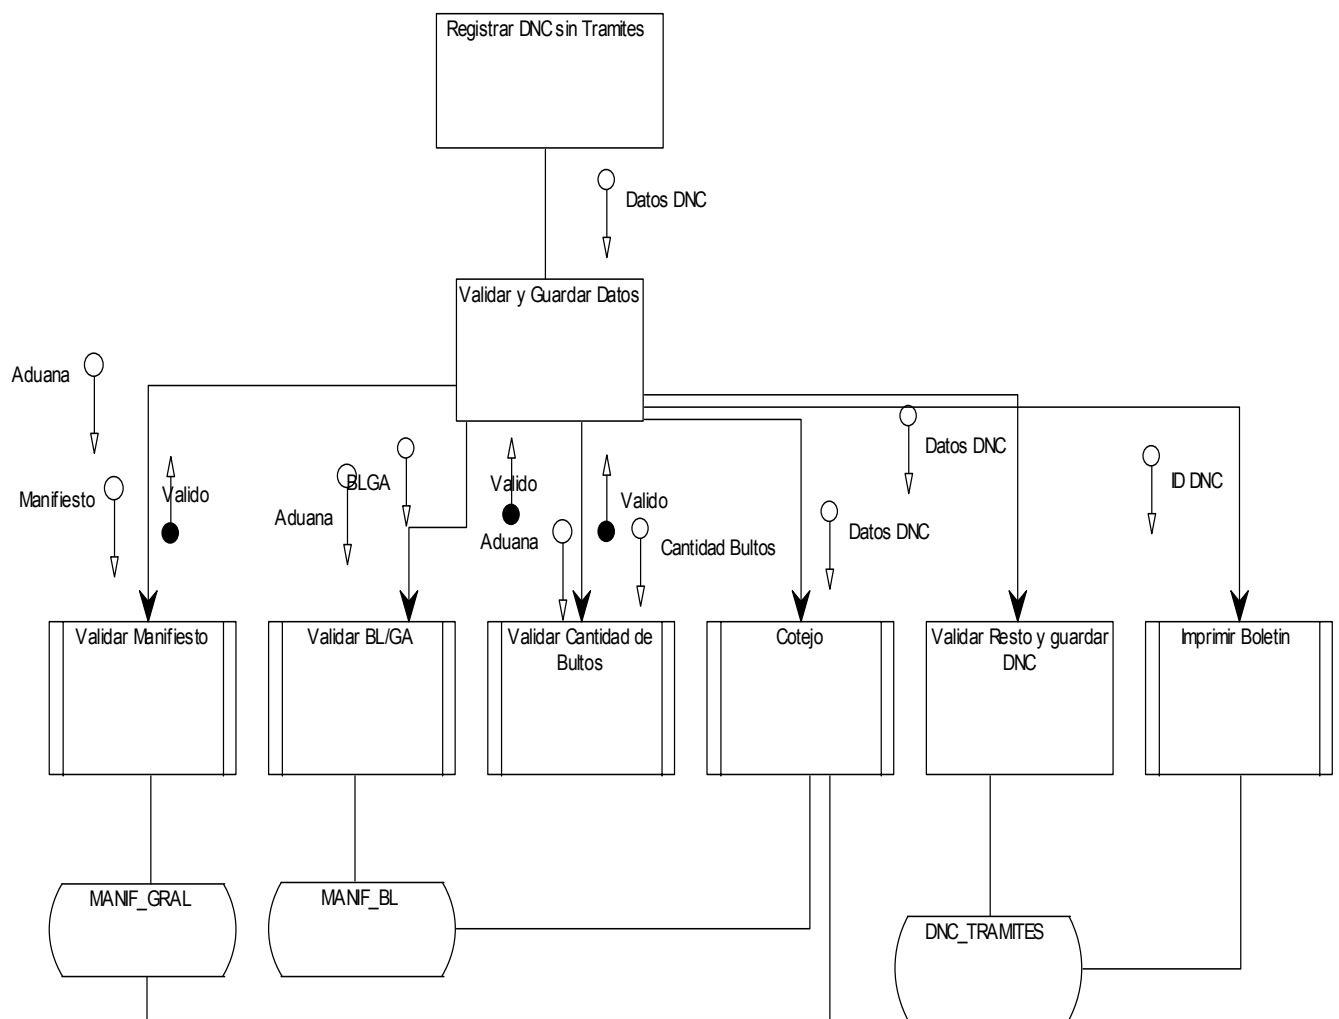 Registrar DNC sin Tramites
Datos DNC
Validar y Guardar Datos
Aduana
Manifiesto
Valido
BLGA
Aduana
Valido
Aduana
Valido
Cantidad Bultos
Datos DNC
Datos DNC
ID DNC
Validar Manifiesto
Validar BL/GA
Validar Cantidad de
Bultos
Cotejo
Validar Resto y guardar
DNC
Imprimir Boletin
MANIF_GRAL
MANIF_BL
DNC_TRAMITES